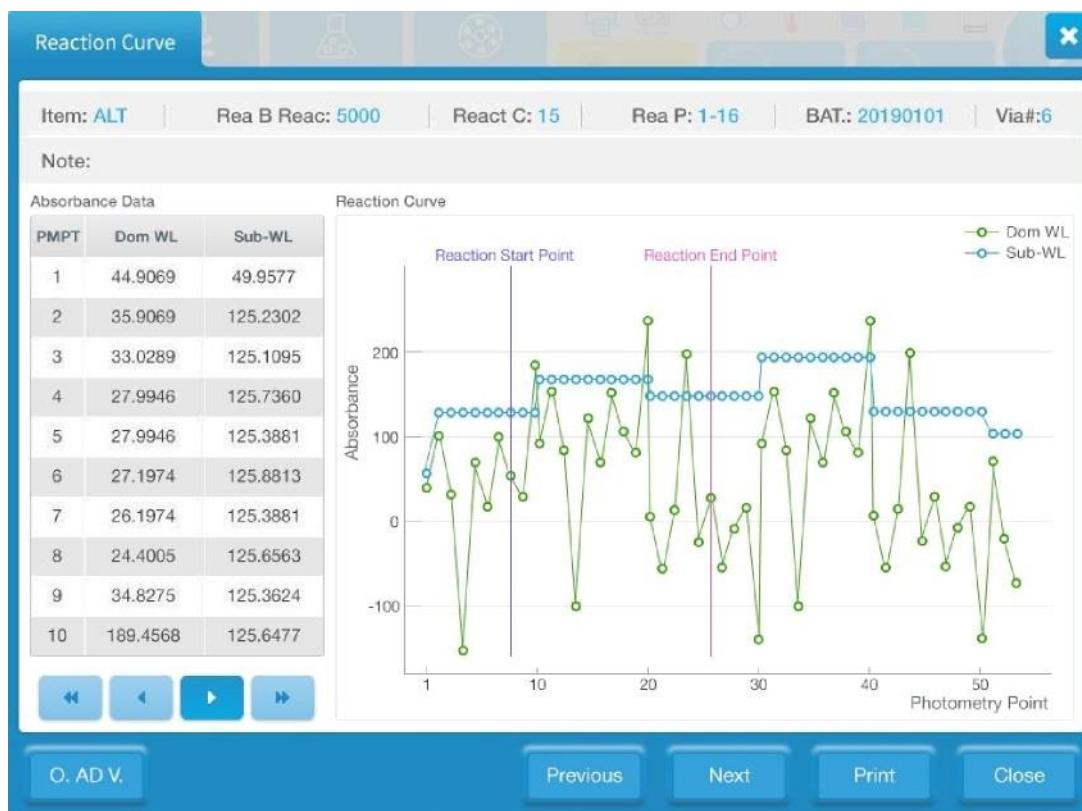 Reaction Curve
Item: ALT Rea B Reac: 5000 React C: 15 Rea P: 1-16 BAT.: 20190101 Via#:6
Note:
Absorbance Data
PMPT Dom WL Sub-WL
1 44.9069 49.9577
2 35.9069 125.2302
3 33.0289 125.1095
4 27.9946 125.7360
5 27.9946 125.3881
6 27.1974 125.8813
7 26.1974 125.3881
8 24.4005 125.6563
9 34.8275 125.3624
10 189.4568 125.6477
Reaction Curve
Dom WL
Sub-WL
Reaction Start Point Reaction End Point
Absorbance
200
100
0
-100
1 10 20 30 40 50
Photometry Point
O. AD V. Previous Next Print Close